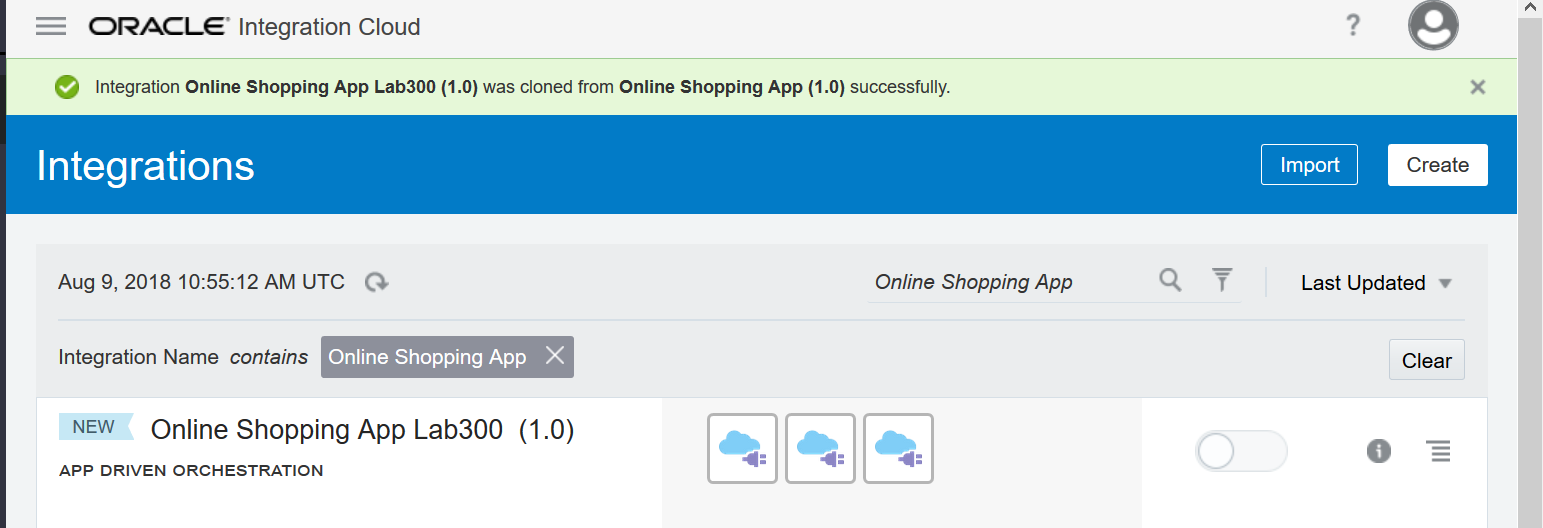 ORACLE® Integration Cloud
?
Integration Online Shopping App Lab300 (1.0) was cloned from Online Shopping App (1.0) successfully.
Integrations
Import
Create
Aug 9, 2018 10:55:12 AM UTC
Online Shopping App
Last Updated
Integration Name contains Online Shopping App
Clear
NEW
Online Shopping App Lab300 (1.0)
APP DRIVEN ORCHESTRATION